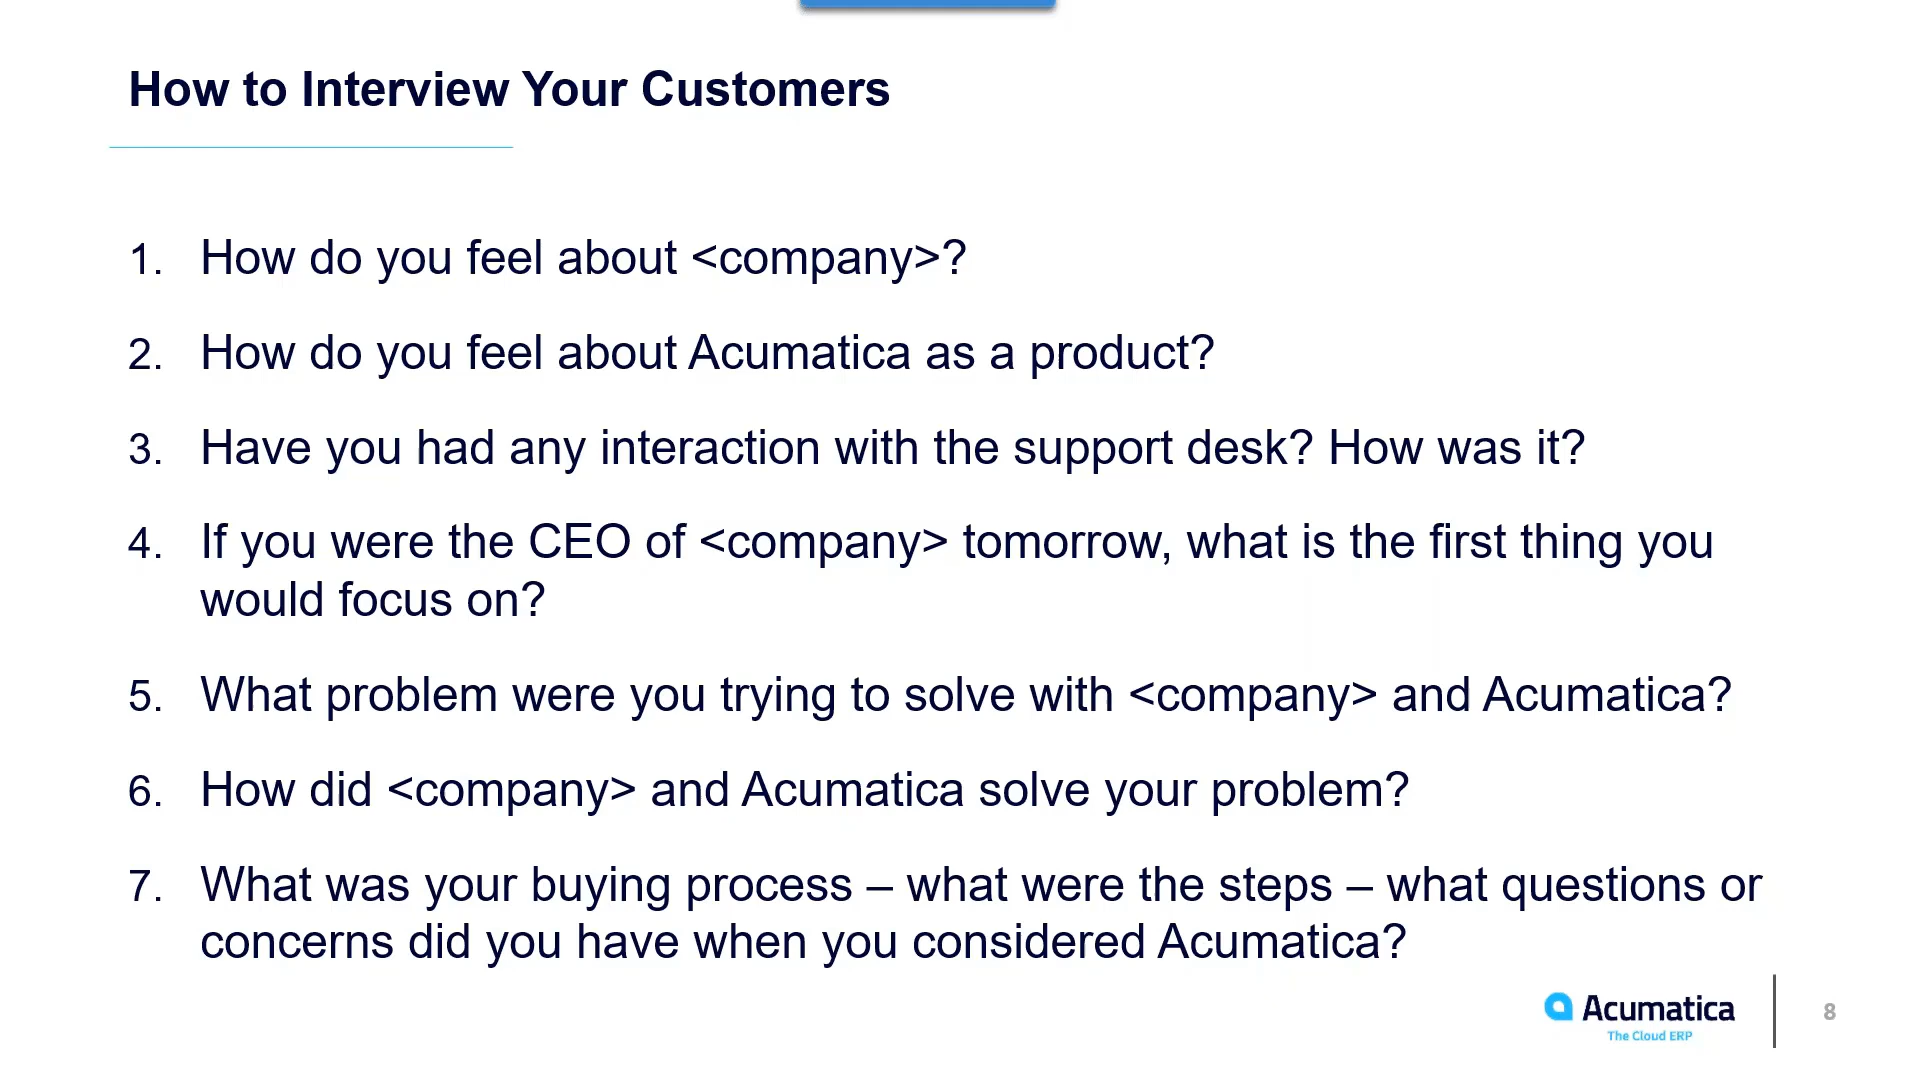 How to Interview Your Customers
1. How do you feel about <company>?
2. How do you feel about Acumatica as a product?
3. Have you had any interaction with the support desk? How was it?
4. If you were the CEO of <company> tomorrow, what is the first thing you
would focus on?
5. What problem were you trying to solve with <company> and Acumatica?
6. How did <company> and Acumatica solve your problem?
7. What was your buying process – what were the steps – what questions or
concerns did you have when you considered Acumatica?
Acumatica
The Cloud ERP
8